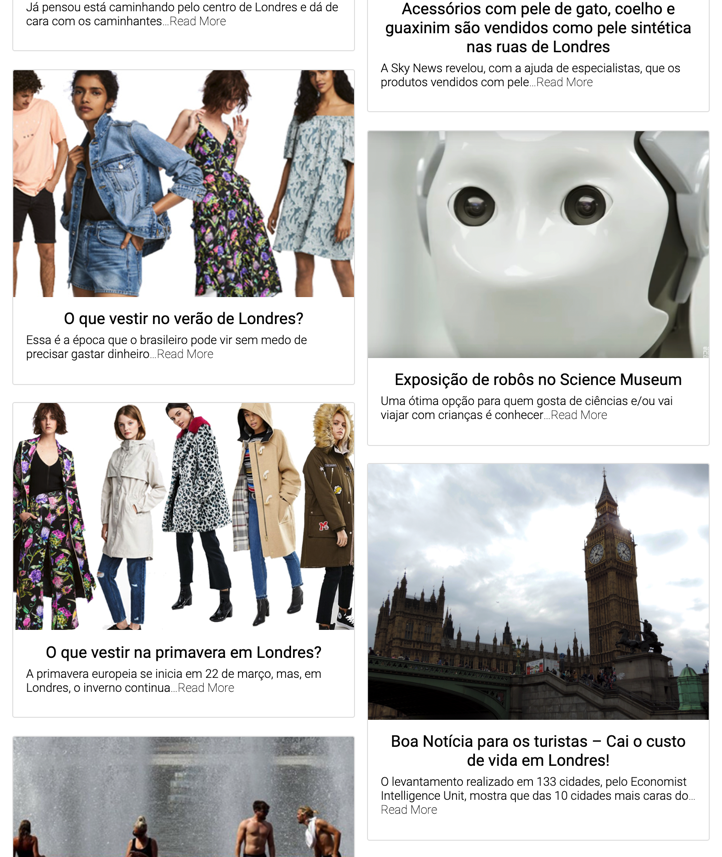 Já pensou está caminhando pelo centro de Londres e dá de
cara com os caminhantes...Read More
O que vestir no verão de Londres?
Essa é a época que o brasileiro pode vir sem medo de
precisar gastar dinheiro...Read More
O que vestir na primavera em Londres?
A primavera europeia se inicia em 22 de março, mas, em
Londres, o inverno continua...Read More
Acessórios com pele de gato, coelho e
guaxinim são vendidos como pele sintética
nas ruas de Londres
A Sky News revelou, com a ajuda de especialistas, que os
produtos vendidos com pele...Read More
Exposição de robôs no Science Museum
Uma ótima opção para quem gosta de ciências e/ou vai
viajar com crianças é conhecer...Read More
Boa Notícia para os turistas – Cai o custo
de vida em Londres!
O levantamento realizado em 133 cidades, pelo Economist
Intelligence Unit, mostra que das 10 cidades mais caras do...
Read More